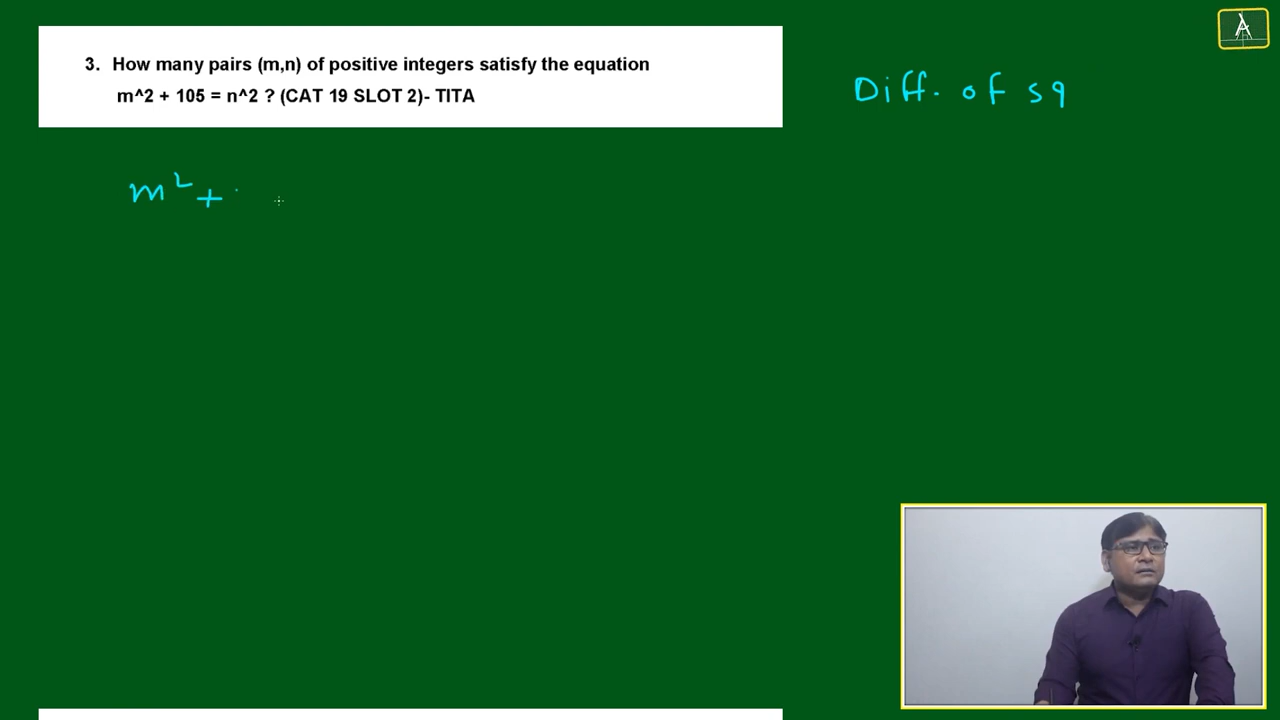 3. How many pairs (m,n) of positive integers satisfy the equation
m^2 + 105 = n^2 ? (CAT 19 SLOT 2)- TITA
Diff. of sq
m² +